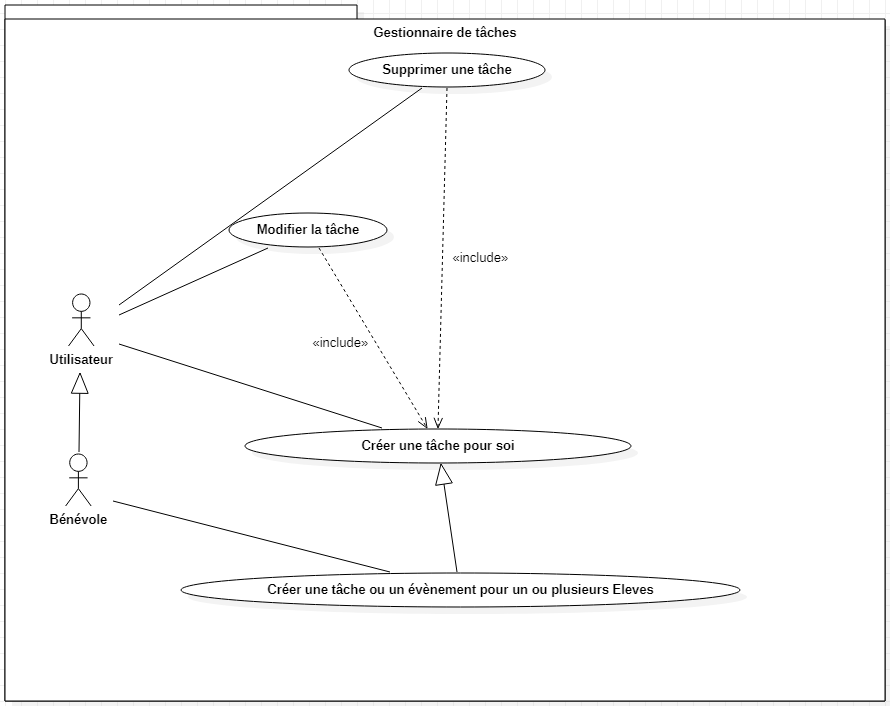 Gestionnaire de tâches
Supprimer une tâche
Modifier la tâche
«include»
«include»
Utilisateur
Créer une tâche pour soi
Bénévole
Créer une tâche ou un évènement pour un ou plusieurs Eleves